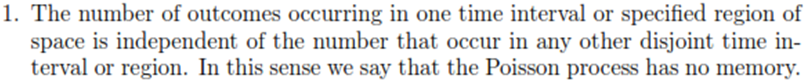 1. The number of outcomes occurring in one time interval or specified region of
space is independent of the number that occur in any other disjoint time in-
terval or region. In this sense we say that the Poisson process has no memory.